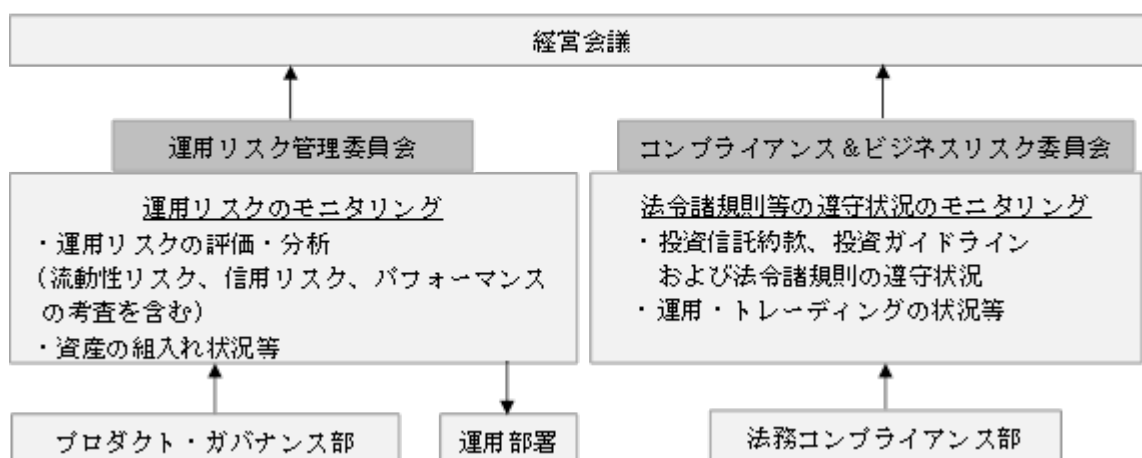 経営会議
運用リスク管理委員会
運用リスクのモニタリング
・運用リスクの評価・分析
(流動性リスク、信用リスク、パフォーマンス
の考査を含む)
・資産の組入れ状況等
プロダクト・ガバナンス部
運用部署
コンプライアンス&ビジネスリスク委員会
法令諸規則等の遵守状況のモニタリング
・投資信託約款、投資ガイドライン
および法令諸規則の遵守状況
・運用・トレーディングの状況等
法務コンプライアンス部